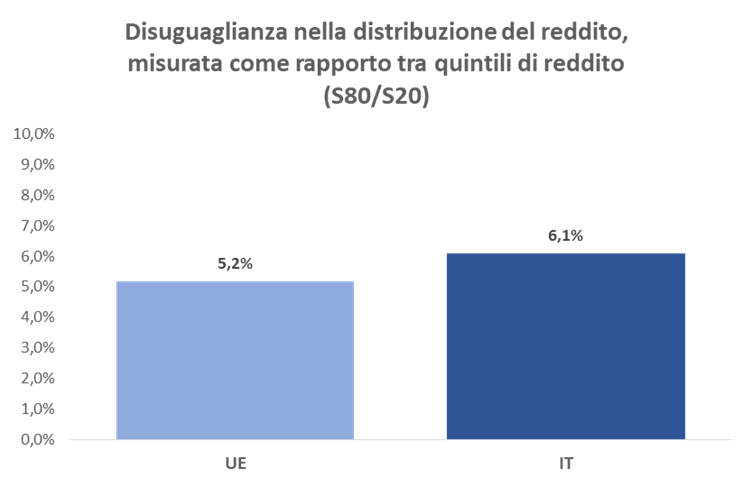 Disuguaglianza nella distribuzione del reddito,
misurata come rapporto tra quintili di reddito
(S80/S20)
10,0%
9,0%
8,0%
7,0%
6,0%
5,0%
4,0%
3,0%
2,0%
1,0%
0,0%
5,2%
6,1%
UE
IT